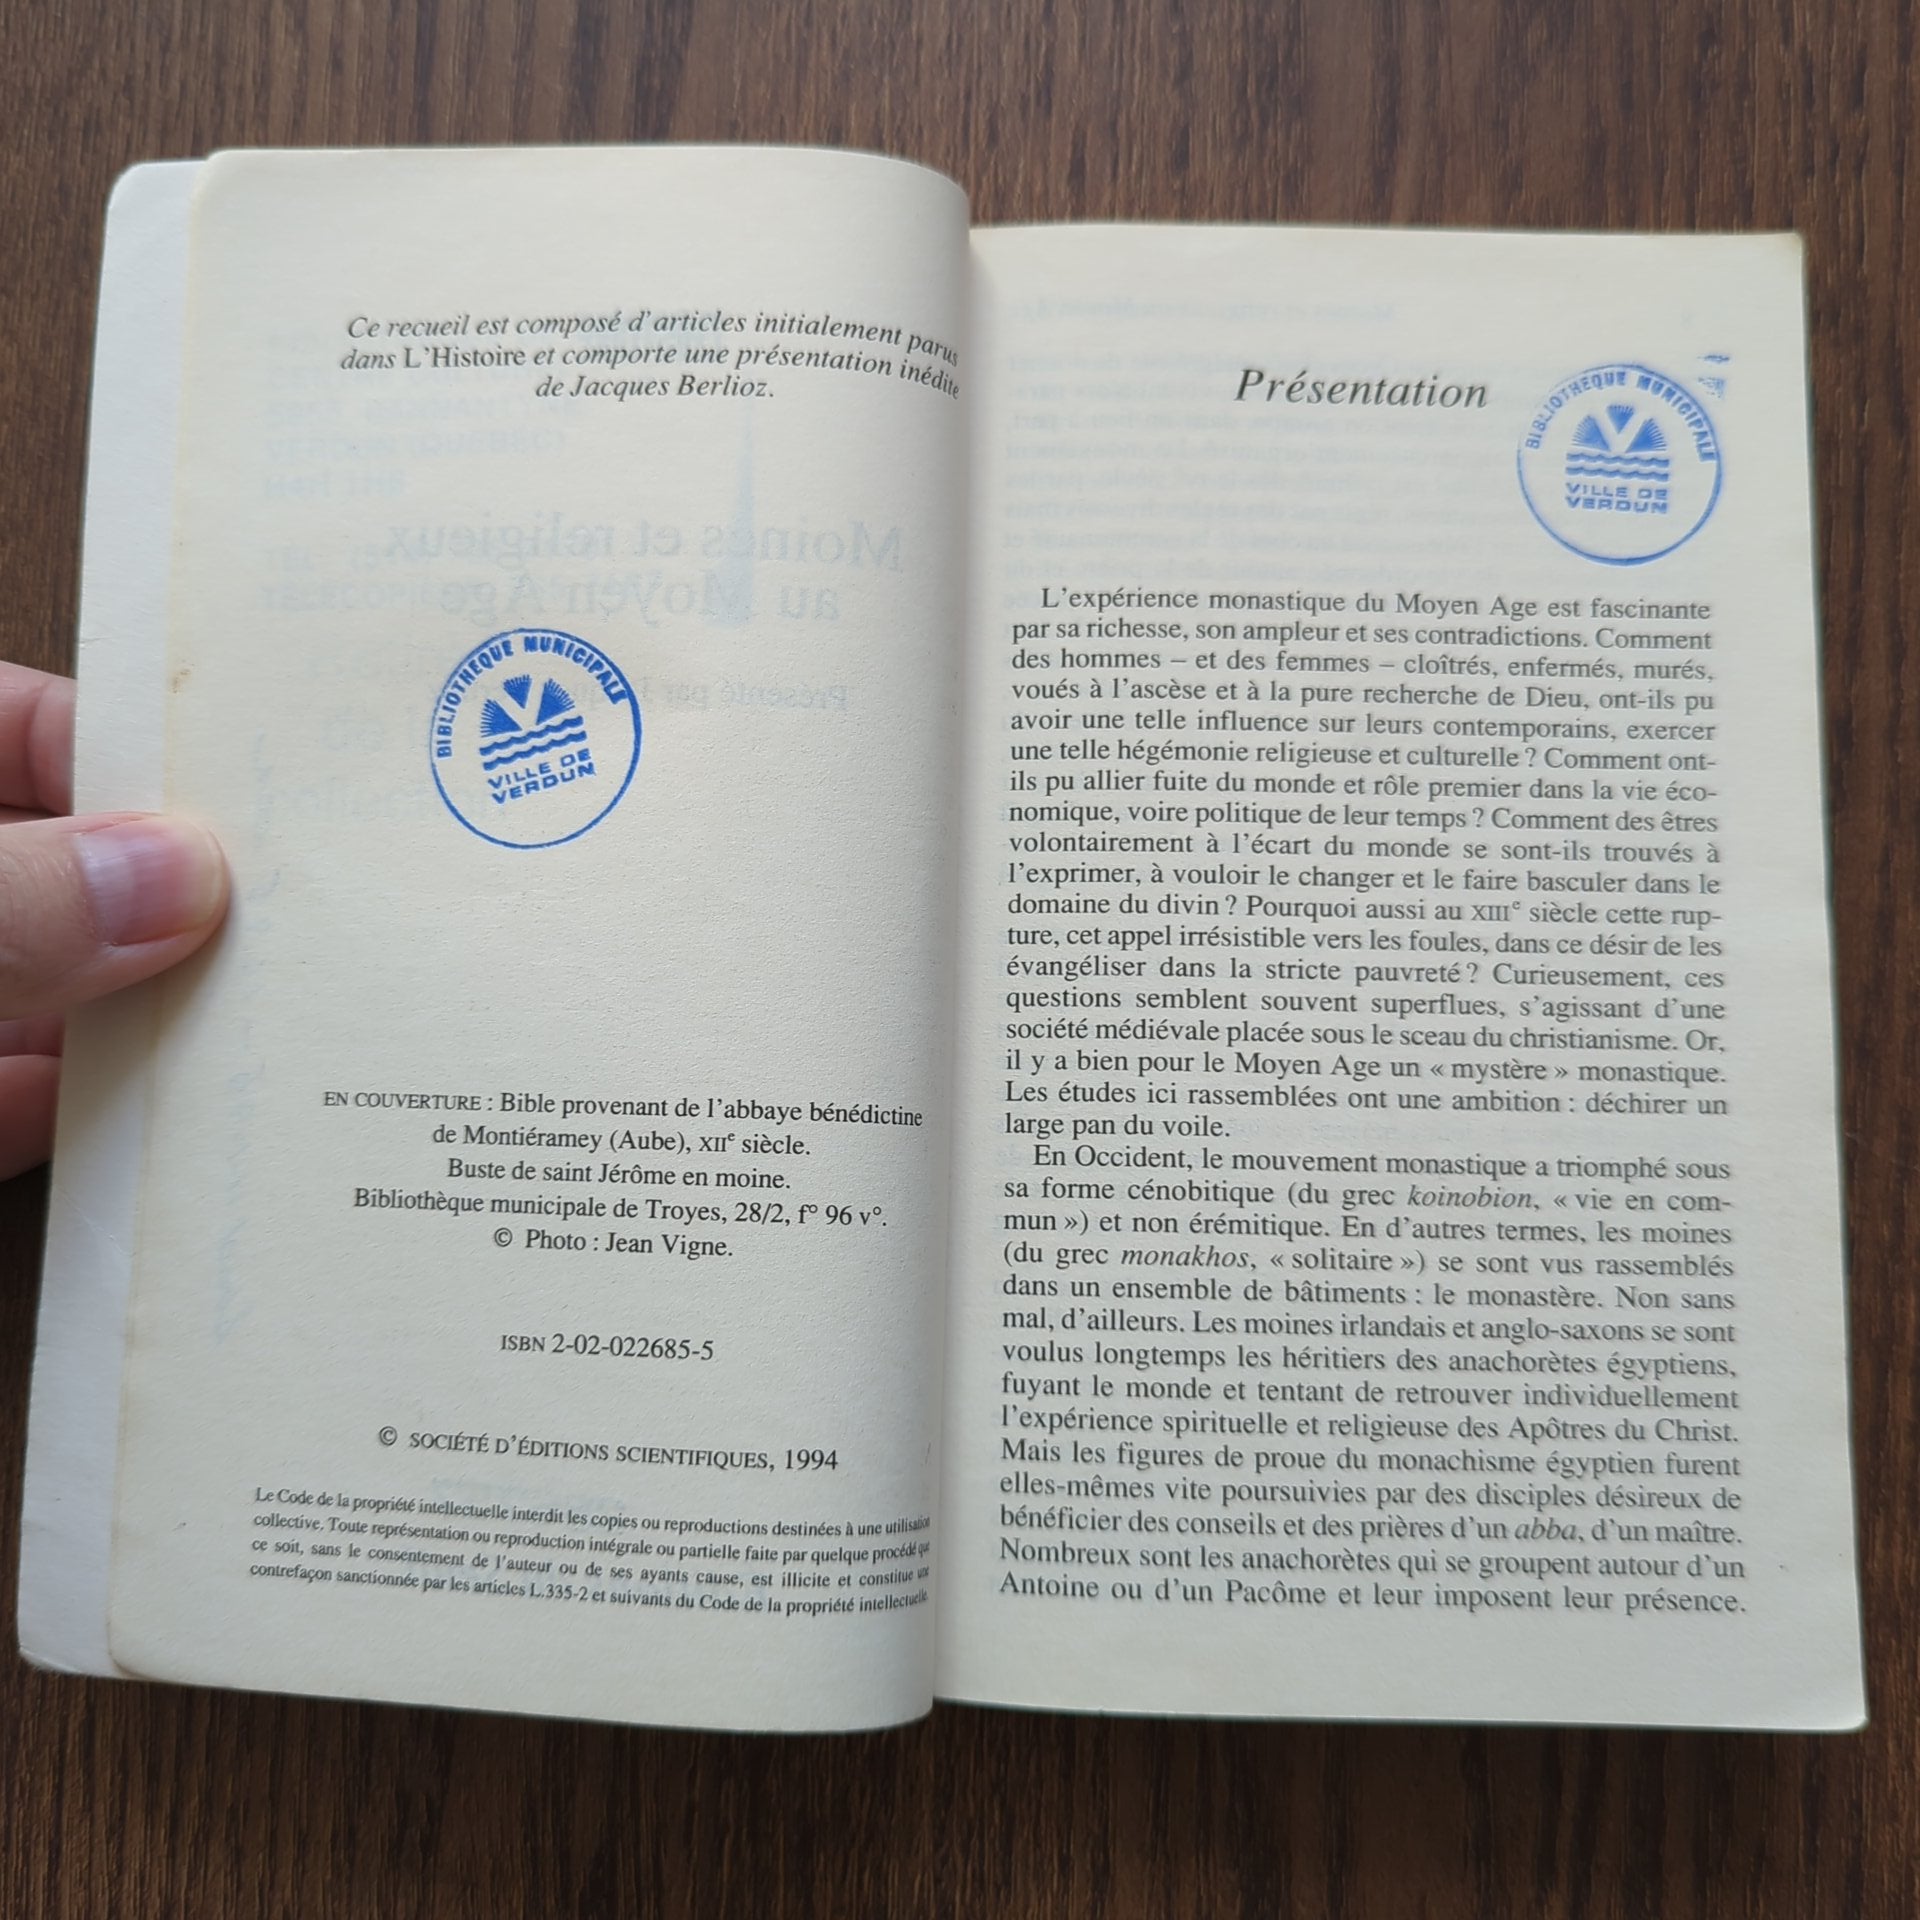 Ce recueil est composé d'articles initialement parus
dans L'Histoire et comporte une présentation inédite
de Jacques Berlioz.
BIBLIOTHEQUE MUNICIPALE
VILLE DE
VERDUN
EN COUVERTURE : Bible provenant de l'abbaye bénédictine
de Montiéramey (Aube), XIIe siècle.
Buste de saint Jérôme en moine.
Bibliothèque municipale de Troyes, 28/2, f° 96 v°.
© Photo : Jean Vigne.
ISBN 2-02-022685-5
© SOCIÉTÉ D'ÉDITIONS SCIENTIFIQUES, 1994
Le Code de la propriété intellectuelle interdit les copies ou reproductions destinées à une utilisation
collective. Toute représentation ou reproduction intégrale ou partielle faite par quelque procédé que
ce soit, sans le consentement de l'auteur ou de ses ayants cause, est illicite et constitue une
contrefaçon sanctionnée par les articles L.335-2 et suivants du Code de la propriété intellectuelle.
Présentation
BIBLIOTHEQUE MUNICIPALE
VILLE DE
VERDUN
L'expérience monastique du Moyen Age est fascinante
par sa richesse, son ampleur et ses contradictions. Comment
des hommes – et des femmes – cloîtrés, enfermés, murés,
voués à l'ascèse et à la pure recherche de Dieu, ont-ils pu
avoir une telle influence sur leurs contemporains, exercer
une telle hégémonie religieuse et culturelle ? Comment ont-
ils pu allier fuite du monde et rôle premier dans la vie éco-
nomique, voire politique de leur temps ? Comment des êtres
volontairement à l'écart du monde se sont-ils trouvés à
l'exprimer, à vouloir le changer et le faire basculer dans le
domaine du divin ? Pourquoi aussi au XIIIe siècle cette rup-
ture, cet appel irrésistible vers les foules, dans ce désir de les
évangéliser dans la stricte pauvreté ? Curieusement, ces
questions semblent souvent superflues, s'agissant d'une
société médiévale placée sous le sceau du christianisme. Or,
il y a bien pour le Moyen Age un « mystère » monastique.
Les études ici rassemblées ont une ambition : déchirer un
large pan du voile.
En Occident, le mouvement monastique a triomphé sous
sa forme cénobitique (du grec koinobion, « vie en com-
mun ») et non érémitique. En d'autres termes, les moines
(du grec monakhos, « solitaire ») se sont vus rassemblés
dans un ensemble de bâtiments : le monastère. Non sans
mal, d'ailleurs. Les moines irlandais et anglo-saxons se sont
voulus longtemps les héritiers des anachorètes égyptiens,
fuyant le monde et tentant de retrouver individuellement
l'expérience spirituelle et religieuse des Apôtres du Christ.
Mais les figures de proue du monachisme égyptien furent
elles-mêmes vite poursuivies par des disciples désireux de
bénéficier des conseils et des prières d'un abba, d'un maître.
Nombreux sont les anachorètes qui se groupent autour d'un
Antoine ou d'un Pacôme et leur imposent leur présence.